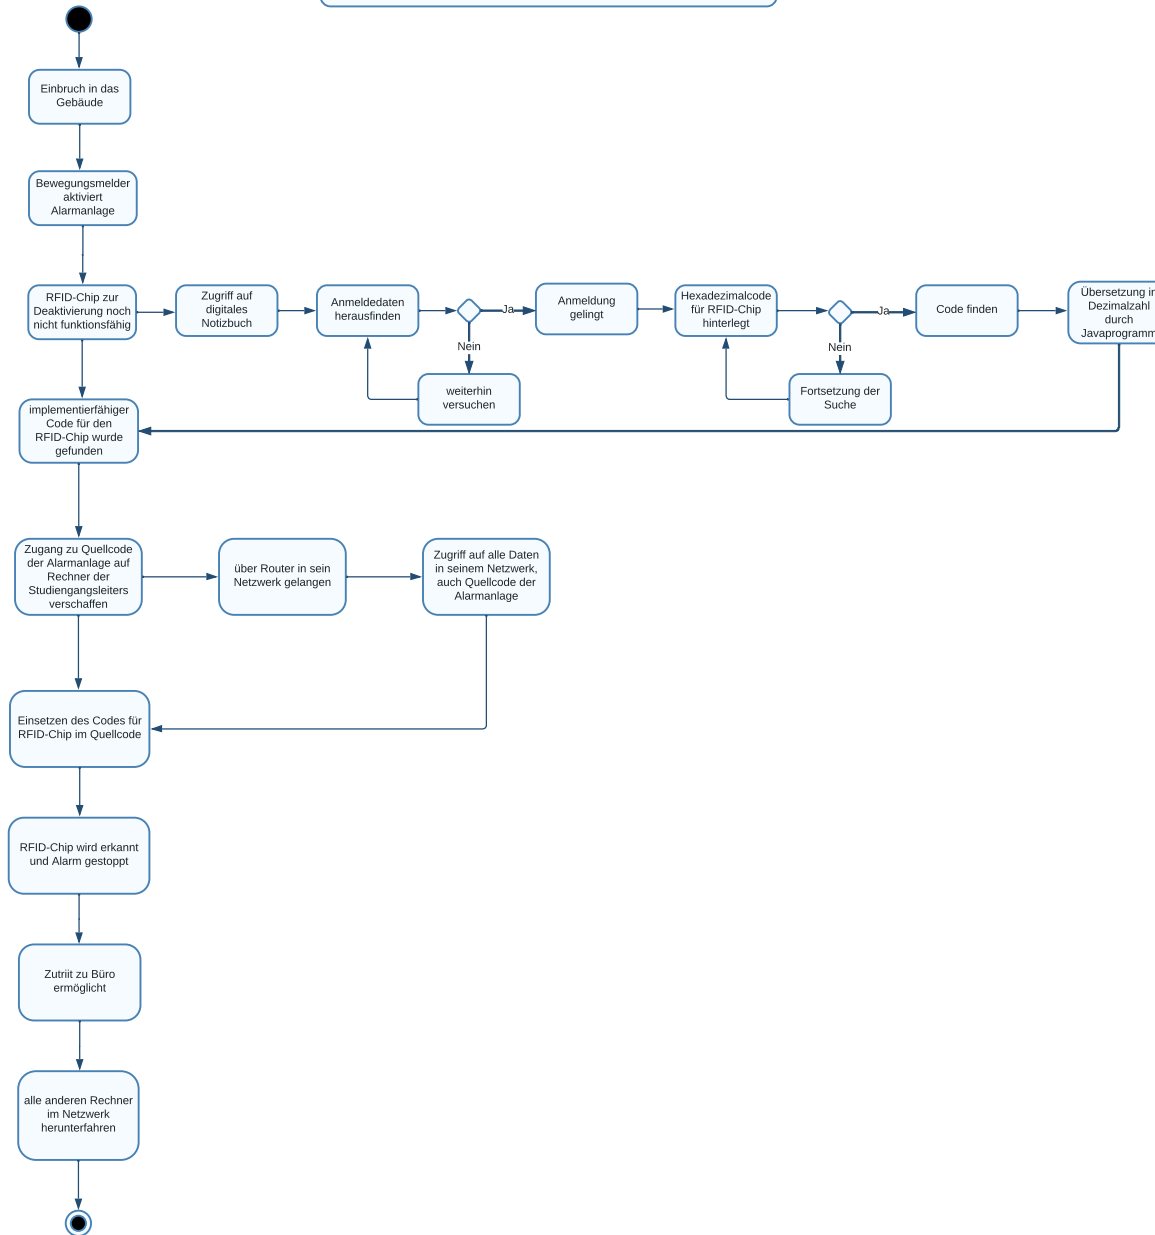 Einbruch in das
Gebäude
Bewegungsmelder
aktiviert
Alarmanlage
RFID-Chip zur
Deaktivierung noch
nicht funktionsfähig
Zugriff auf
digitales
Notizbuch
Anmeldedaten
herausfinden
Ja
Nein
weiterhin
versuchen
Anmeldung
gelingt
Hexadezimalcode
für RFID-Chip
hinterlegt
Ja
Nein
Fortsetzung der
Suche
Code finden
Übersetzung in
Dezimalzahl
durch
Javaprogramm
implementierfähiger
Code für den
RFID-Chip wurde
gefunden
Zugang zu Quellcode
der Alarmanlage auf
Rechner der
Studiengangsleiters
verschaffen
über Router in sein
Netzwerk gelangen
Zugriff auf alle Daten
in seinem Netzwerk,
auch Quellcode der
Alarmanlage
Einsetzen des Codes für
RFID-Chip im Quellcode
RFID-Chip wird erkannt
und Alarm gestoppt
Zutriit zu Büro
ermöglicht
alle anderen Rechner
im Netzwerk
herunterfahren